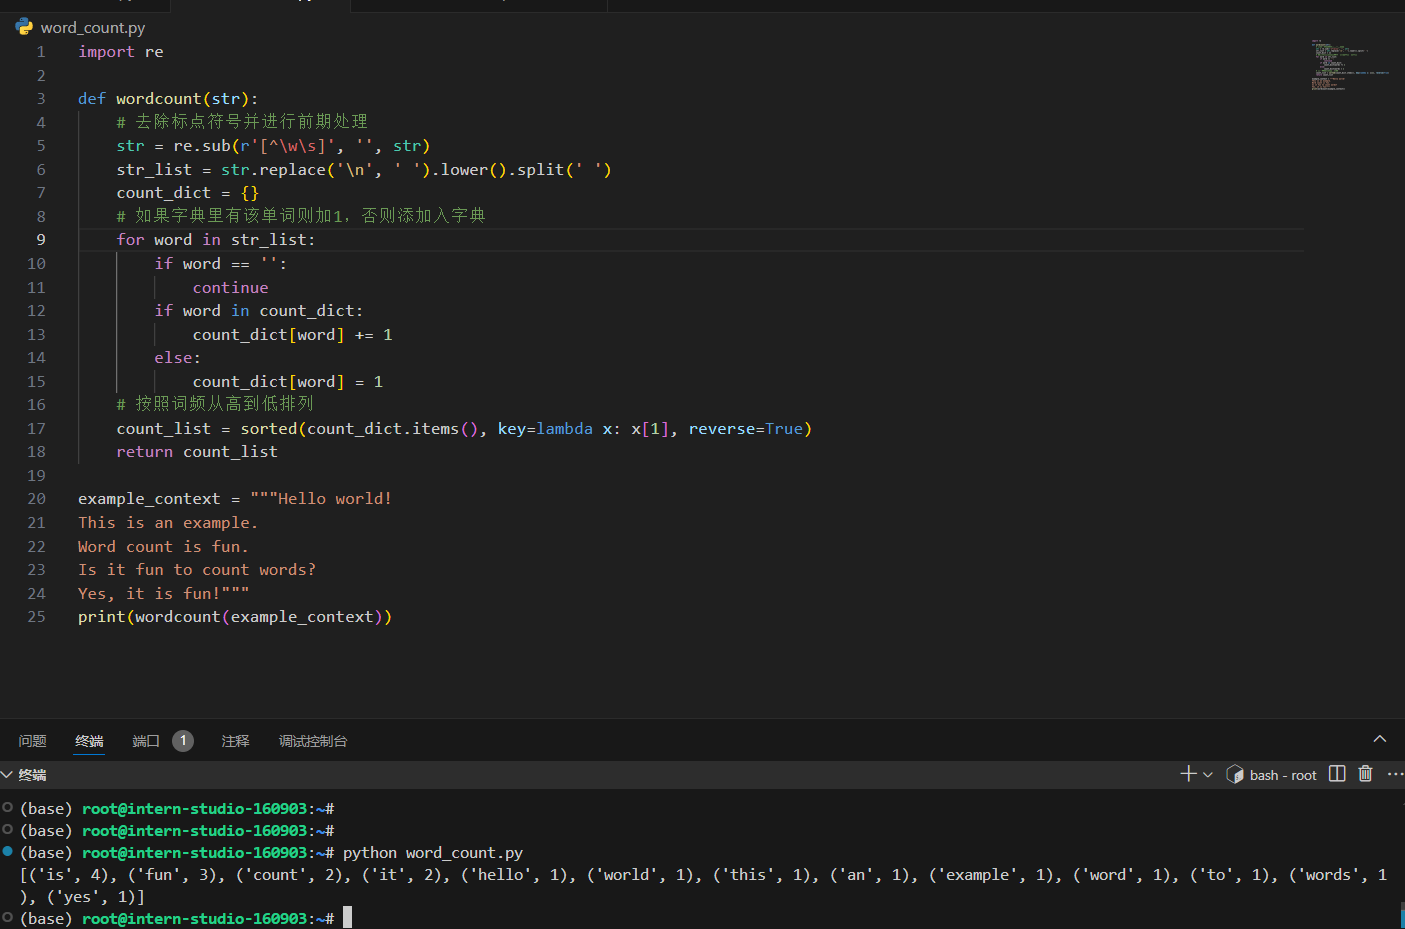 word_count.py
1 import re
2
3 def wordcount(str):
4     # 去除标点符号并进行前期处理
5     str = re.sub(r'[^\w\s]', '', str)
6     str_list = str.replace('\n', ' ').lower().split(' ')
7     count_dict = {}
8     # 如果字典里有该单词则加1，否则添加入字典
9     for word in str_list:
10         if word == '':
11             continue
12         if word in count_dict:
13             count_dict[word] += 1
14         else:
15             count_dict[word] = 1
16     # 按照词频从高到低排列
17     count_list = sorted(count_dict.items(), key=lambda x: x[1], reverse=True)
18     return count_list
19
20 example_context = """Hello world!
21 This is an example.
22 Word count is fun.
23 Is it fun to count words?
24 Yes, it is fun!"""
25 print(wordcount(example_context))
问题 终端 端口 1 注释 调试控制台
终端 bash - root
(base) root@intern-studio-160903:~#
(base) root@intern-studio-160903:~#
(base) root@intern-studio-160903:~# python word_count.py
[('is', 4), ('fun', 3), ('count', 2), ('it', 2), ('hello', 1), ('world', 1), ('this', 1), ('an', 1), ('example', 1), ('word', 1), ('to', 1), ('words', 1
), ('yes', 1)]
(base) root@intern-studio-160903:~#